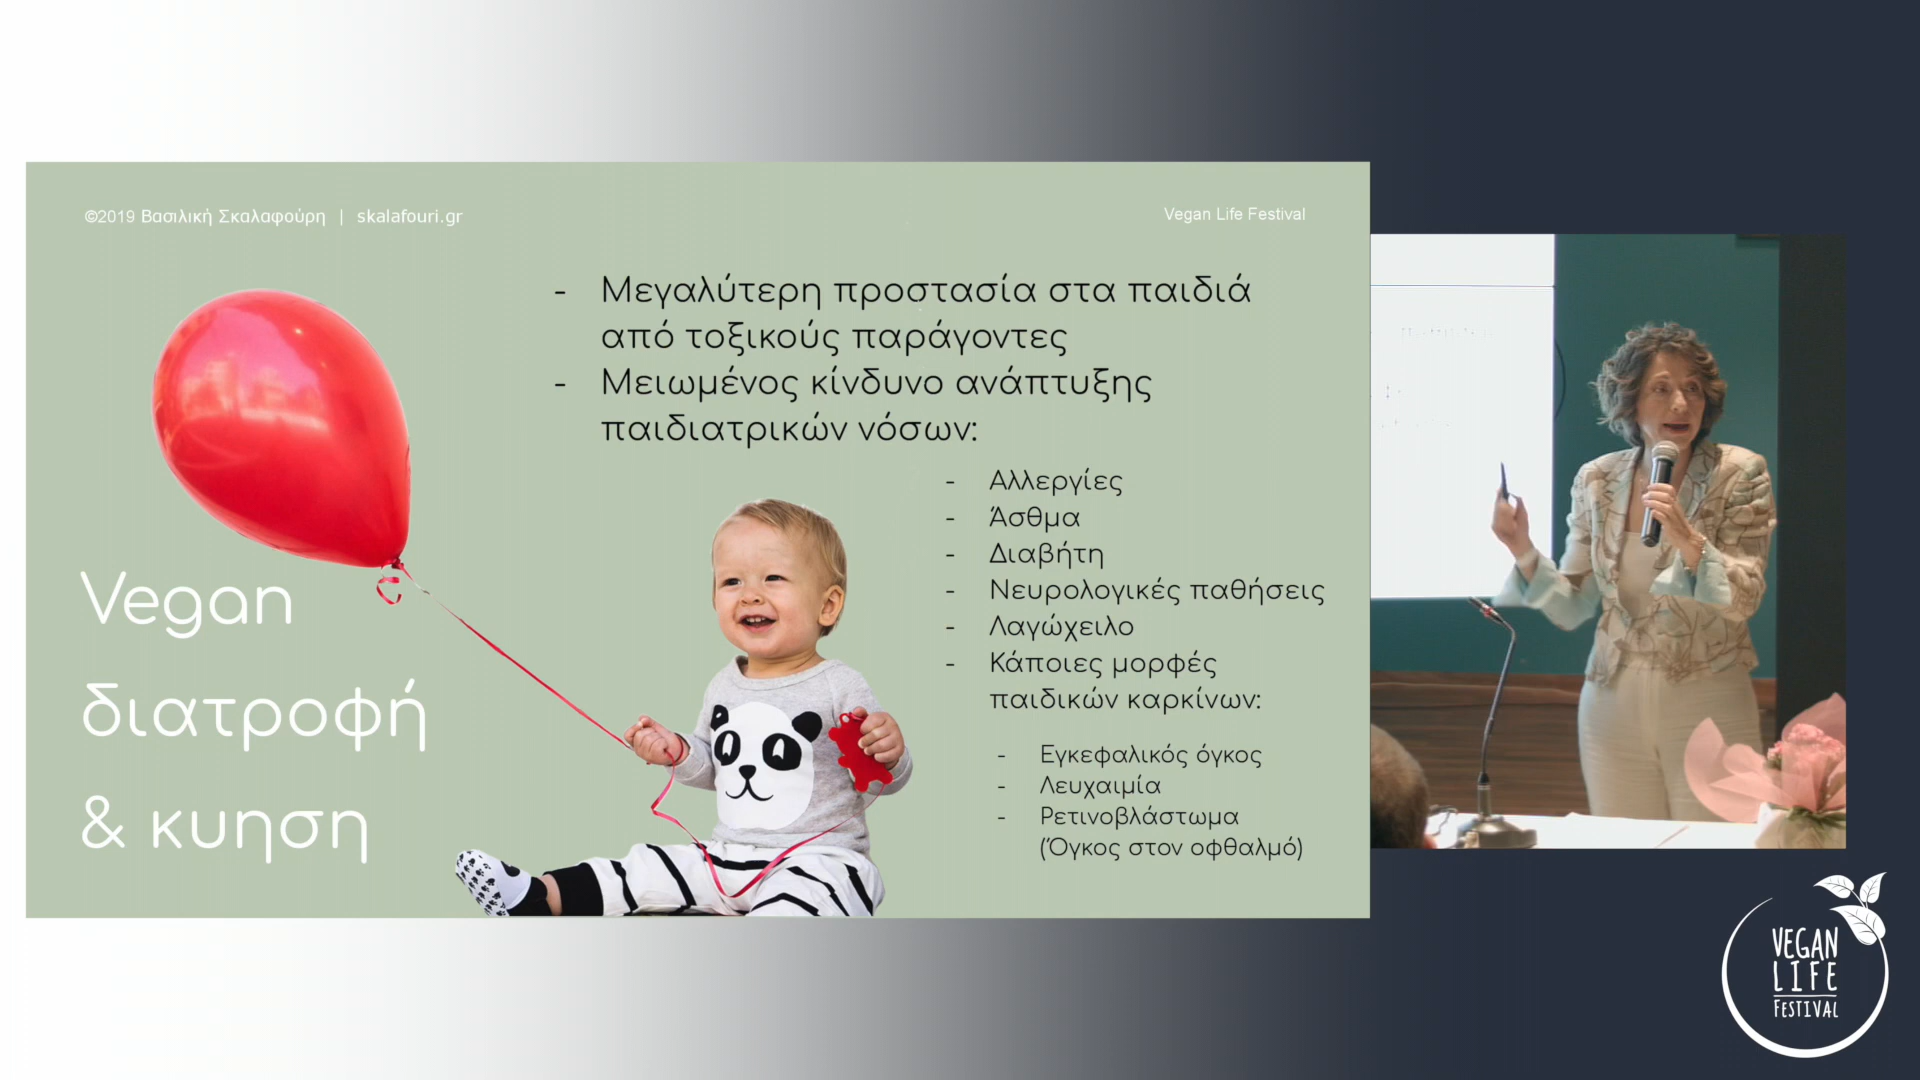 ©2019 Βασιλική Σκαλαφούρη | skalafouri.gr
Vegan Life Festival
- Μεγαλύτερη προστασία στα παιδιά
από τοξικούς παράγοντες
- Μειωμένος κίνδυνο ανάπτυξης
παιδιατρικών νόσων:
- Αλλεργίες
- Άσθμα
- Διαβήτη
- Νευρολογικές παθήσεις
- Λαγώχειλο
- Κάποιες μορφές
παιδικών καρκίνων:
- Εγκεφαλικός όγκος
- Λευχαιμία
- Ρετινοβλάστωμα
(Όγκος στον οφθαλμό)
Vegan
διατροφή
& κυηση
VEGAN
LIFE
FESTIVAL